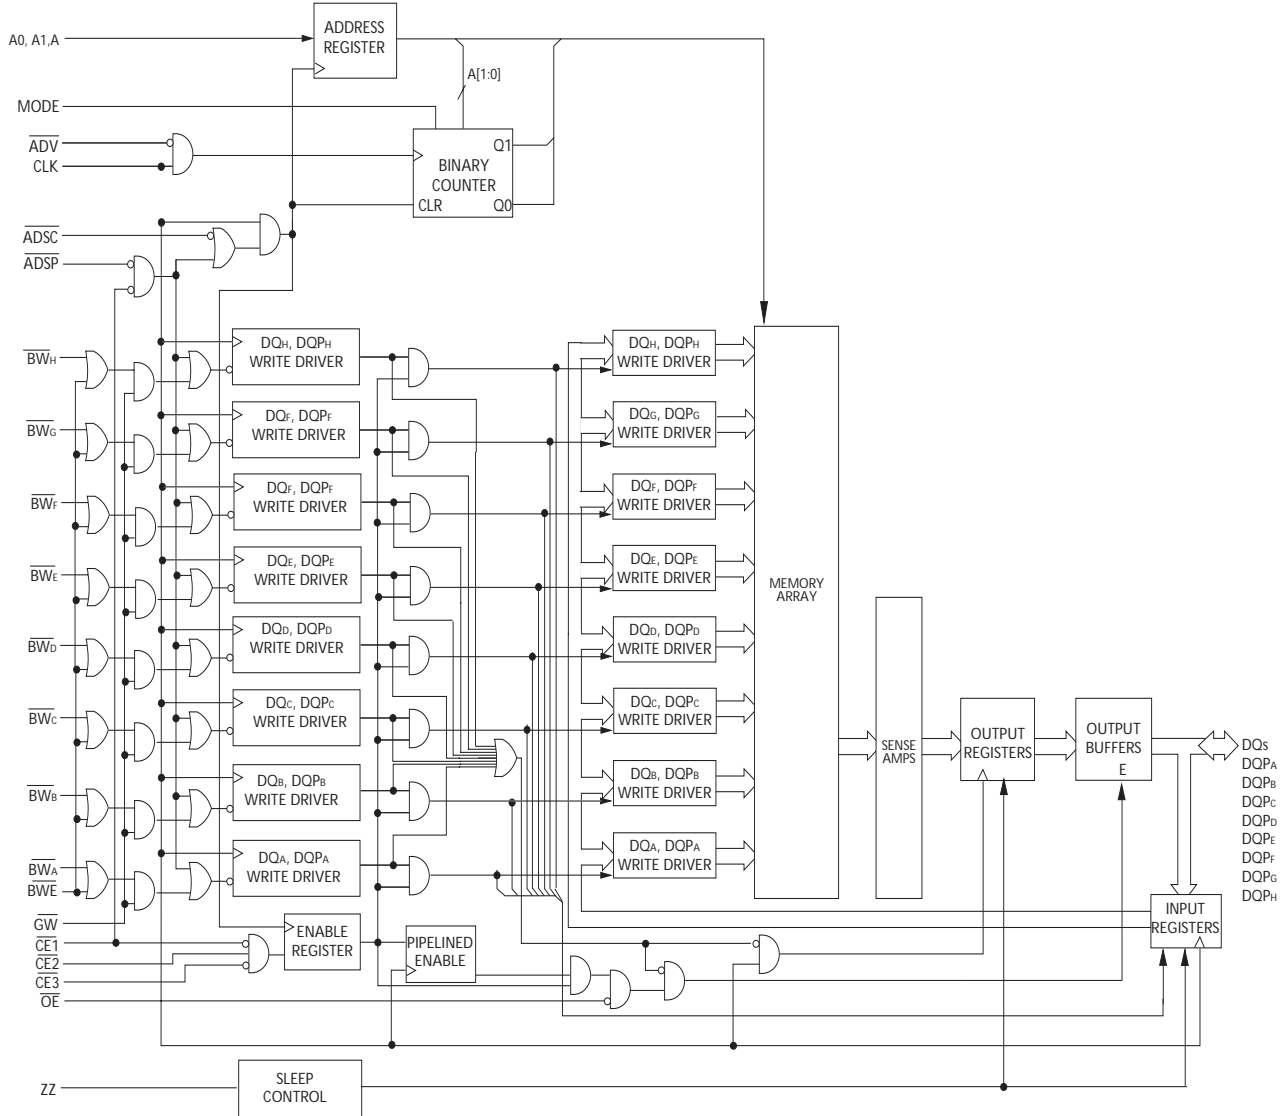 A0, A1,A
ADDRESS
REGISTER
A[1:0]
MODE
ADV
CLK
BINARY
COUNTER
CLR
Q1
Q0
ADSC
ADSP
BWH
DQH, DQPH
WRITE DRIVER
DQH, DQPH
WRITE DRIVER
BWG
DQF, DQPF
WRITE DRIVER
DQG, DQPG
WRITE DRIVER
BWF
DQF, DQPF
WRITE DRIVER
DQF, DQPF
WRITE DRIVER
BWE
DQE, DQPE
WRITE DRIVER
DQE, DQPE
WRITE DRIVER
MEMORY
ARRAY
BWD
DQD, DQPD
WRITE DRIVER
DQD, DQPD
WRITE DRIVER
BWC
DQC, DQPC
WRITE DRIVER
DQC, DQPC
WRITE DRIVER
SENSE
AMPS
OUTPUT
REGISTERS
OUTPUT
BUFFERS
E
DQs
DQPA
DQPB
DQPC
DQPD
DQPE
DQPF
DQPG
DQPH
BWB
DQB, DQPB
WRITE DRIVER
DQB, DQPB
WRITE DRIVER
BWA
BWE
DQA, DQPA
WRITE DRIVER
DQA, DQPA
WRITE DRIVER
INPUT
REGISTERS
GW
CE1
CE2
CE3
OE
ENABLE
REGISTER
PIPELINED
ENABLE
ZZ
SLEEP
CONTROL